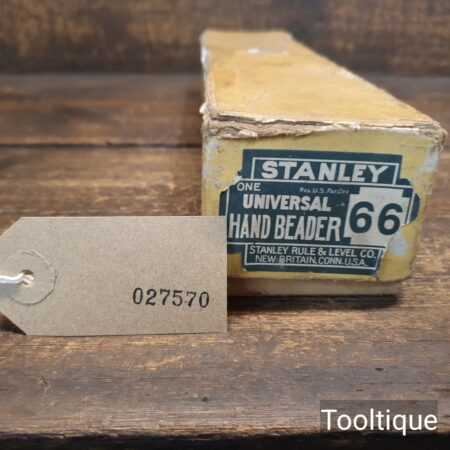 STANLEY
ONE
UNIVERSAL
HAND BEADER
66
STANLEY RULE & LEVEL CO.
NEW BRITAIN, CONN. U.S.A.
027570
Tooltique